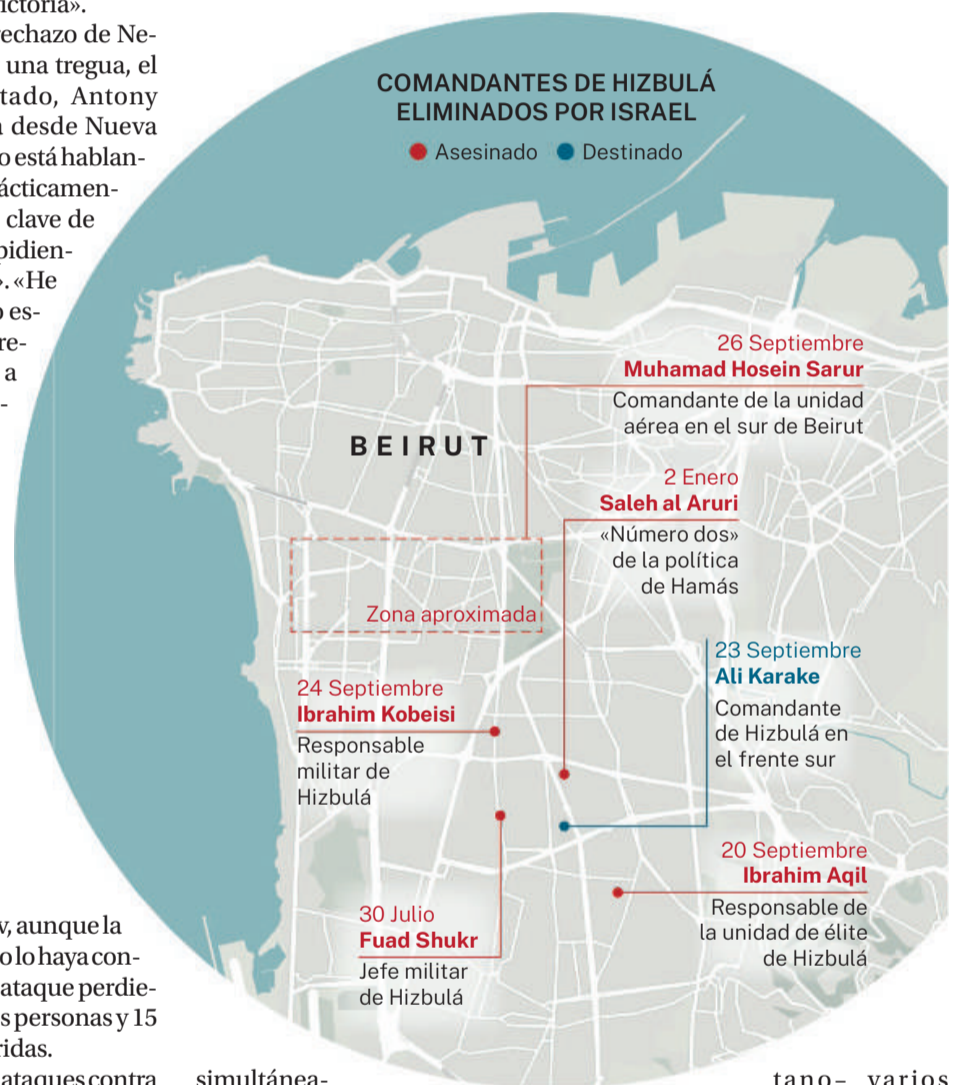 ictoria».
rechazo de Ne-
una tregua, el
tado, Antony
desde Nueva
o está hablan-
ácticamen-
clave de
bidien-
». «He
o es-
re-
a
-
COMANDANTES DE HIZBULÁ
ELIMINADOS POR ISRAEL
Asesinado Destinado
26 Septiembre
Muhamad Hosein Sarur
Comandante de la unidad
aérea en el sur de Beirut
BEIRUT
2 Enero
Saleh al Aruri
«Número dos»
de la política
de Hamás
Zona aproximada
23 Septiembre
Ali Karake
Comandante
de Hizbulá en
el frente sur
24 Septiembre
Ibrahim Kobeisi
Responsable
militar de
Hizbulá
20 Septiembre
Ibrahim Aqil
Responsable de
la unidad de élite
de Hizbulá
30 Julio
Fuad Shukr
Jefe militar
de Hizbulá
v, aunque la
o lo haya con-
ataque perdie-
s personas y 15
ridas.
ataques contra
simultánea-
tano– varios